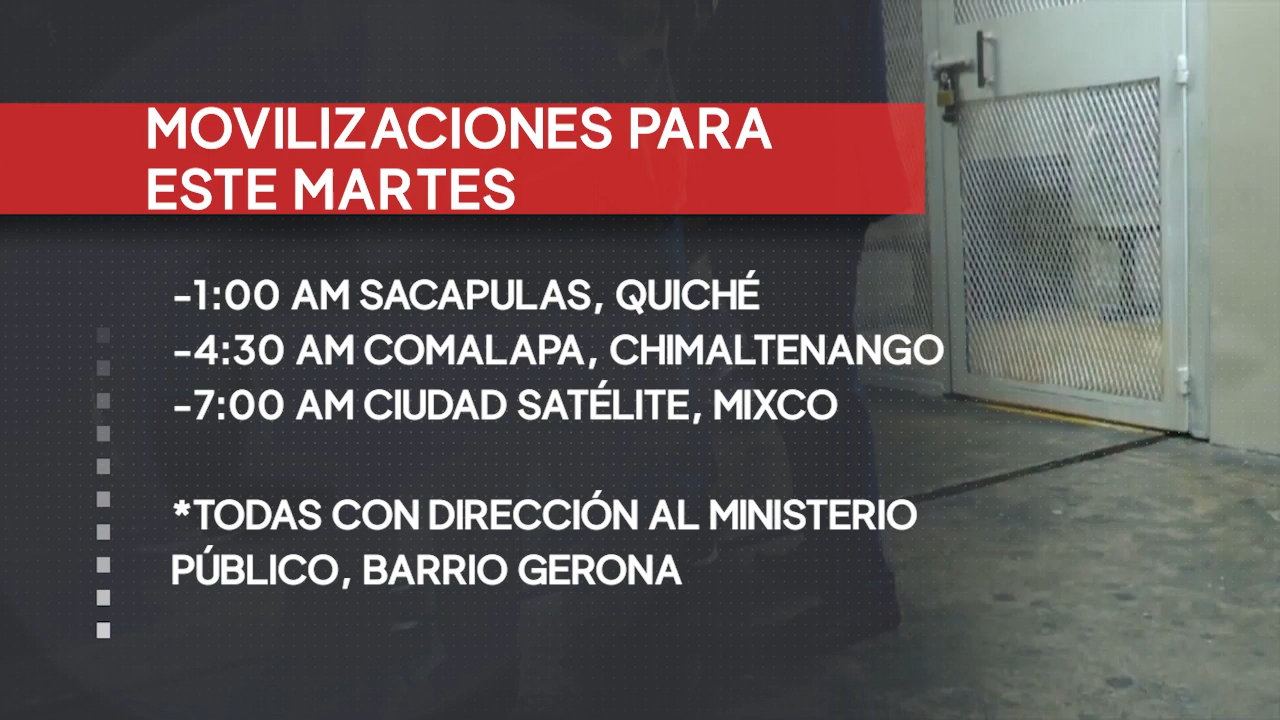 MOVILIZACIONES PARA
ESTE MARTES
-1:00 AM SACAPULAS, QUICHÉ
-4:30 AM COMALAPA, CHIMALTENANGO
-7:00 AM CIUDAD SATÉLITE, MIXCO
*TODAS CON DIRECCIÓN AL MINISTERIO
PÚBLICO, BARRIO GERONA